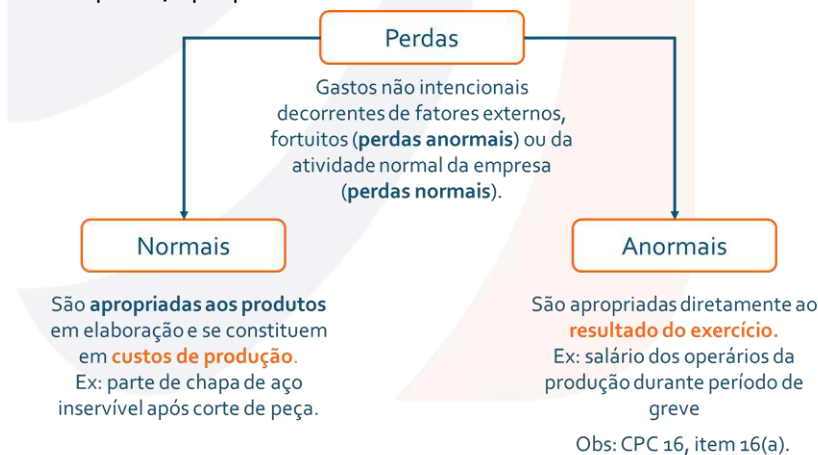 Perdas
Gastos não intencionais
decorrentes de fatores externos,
fortuitos (perdas anormais) ou da
atividade normal da empresa
(perdas normais).
Normais
São apropriadas aos produtos
em elaboração e se constituem
em custos de produção.
Ex: parte de chapa de aço
inservível após corte de peça.
Anormais
São apropriadas diretamente ao
resultado do exercício.
Ex: salário dos operários da
produção durante período de
greve
Obs: CPC 16, item 16(a).